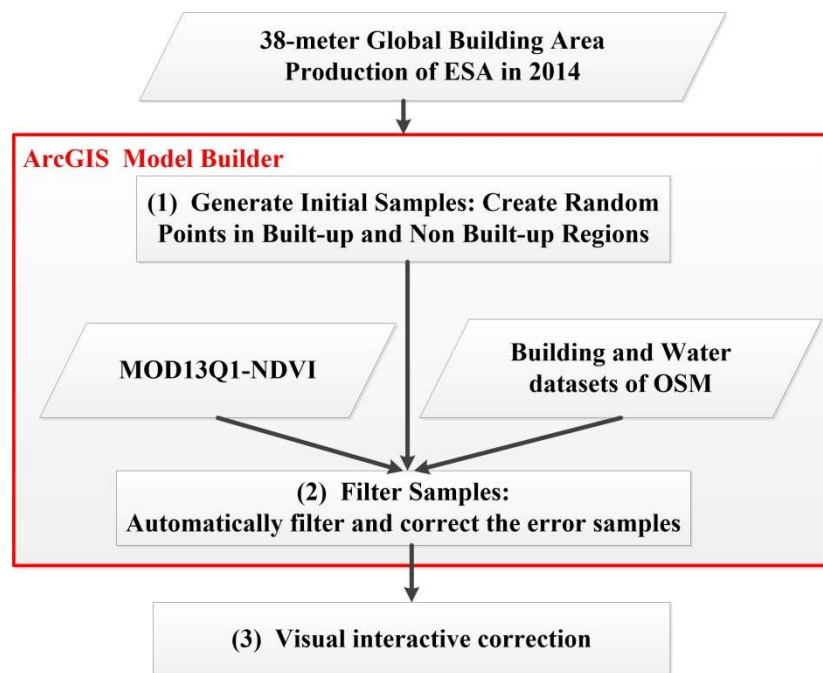 38-meter Global Building Area
Production of ESA in 2014
ArcGIS Model Builder
(1) Generate Initial Samples: Create Random
Points in Built-up and Non Built-up Regions
MOD13Q1-NDVI
Building and Water
datasets of OSM
(2) Filter Samples:
Automatically filter and correct the error samples
(3) Visual interactive correction